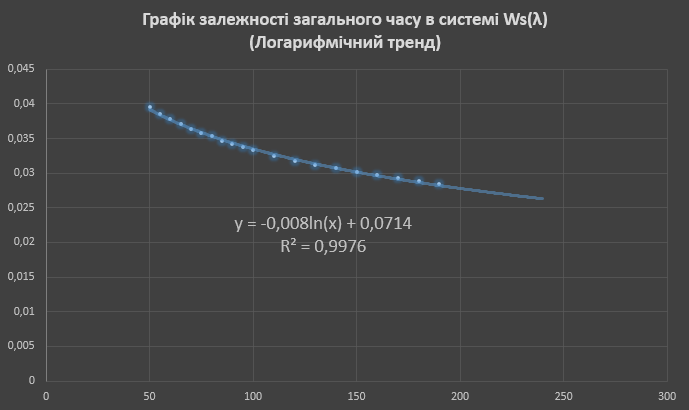 Графік залежності загального часу в системі Ws(λ)
(Логарифмічний тренд)
0,045
0,04
0,035
0,03
0,025
0,02
0,015
0,01
0,005
0
y = -0,008ln(x) + 0,0714
R² = 0,9976
0 50 100 150 200 250 300